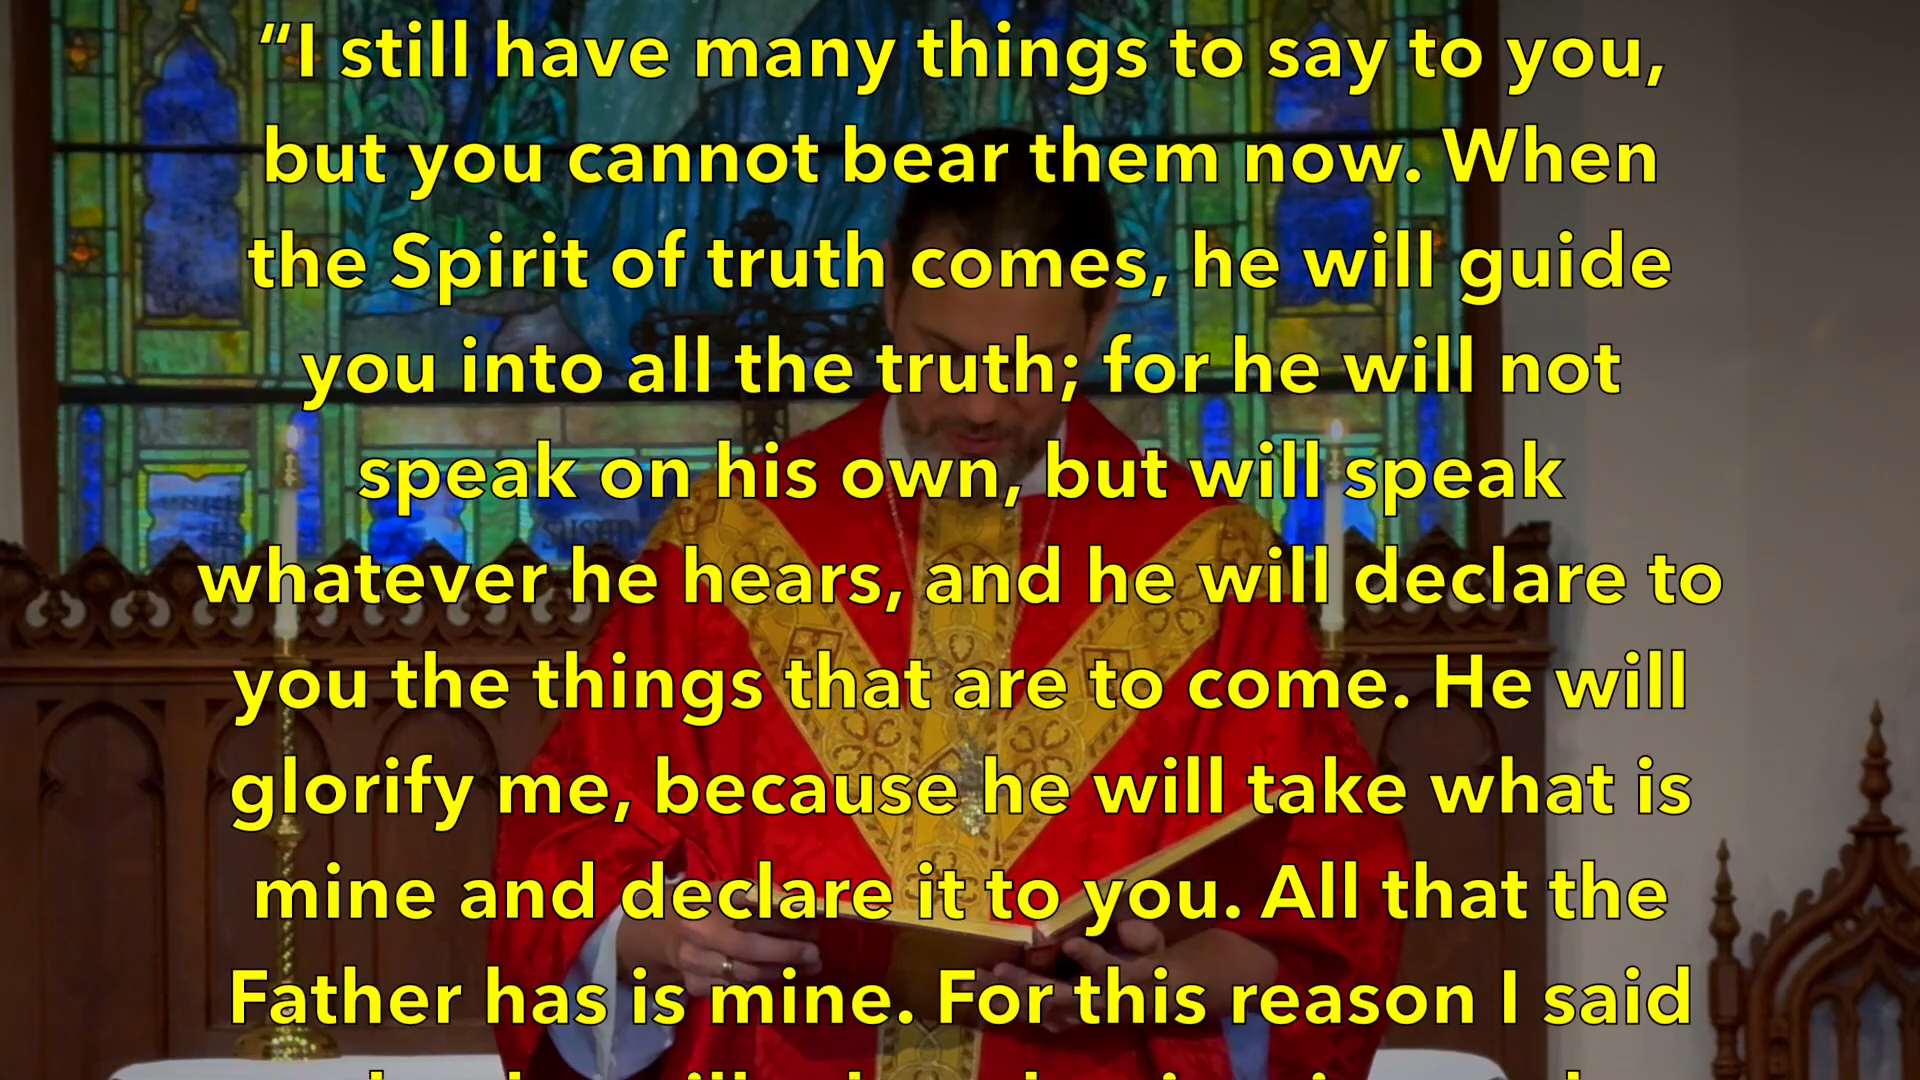 “I still have many things to say to you,
but you cannot bear them now. When
the Spirit of truth comes, he will guide
you into all the truth; for he will not
speak on his own, but will speak
whatever he hears, and he will declare to
you the things that are to come. He will
glorify me, because he will take what is
mine and declare it to you. All that the
Father has is mine. For this reason I said